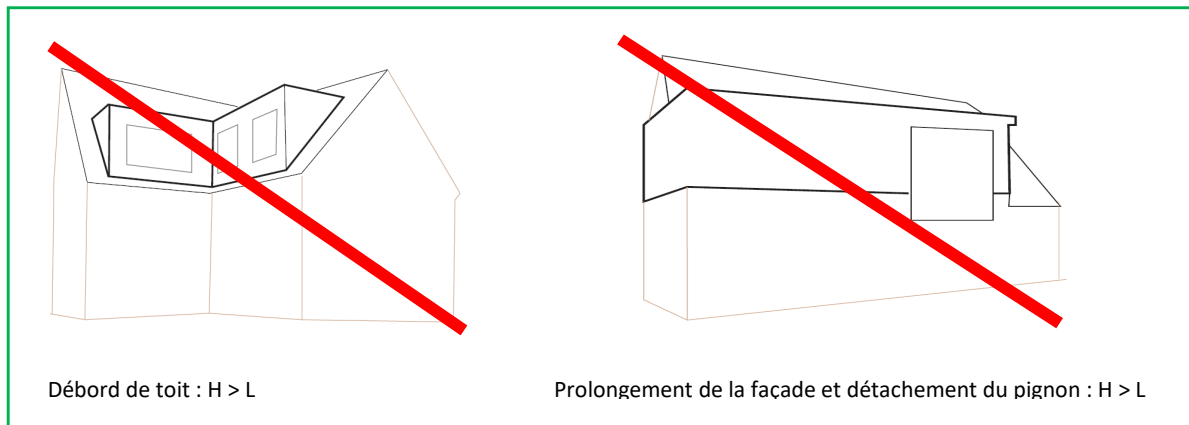 Débord de toit : H > L
Prolongement de la façade et détachement du pignon : H > L